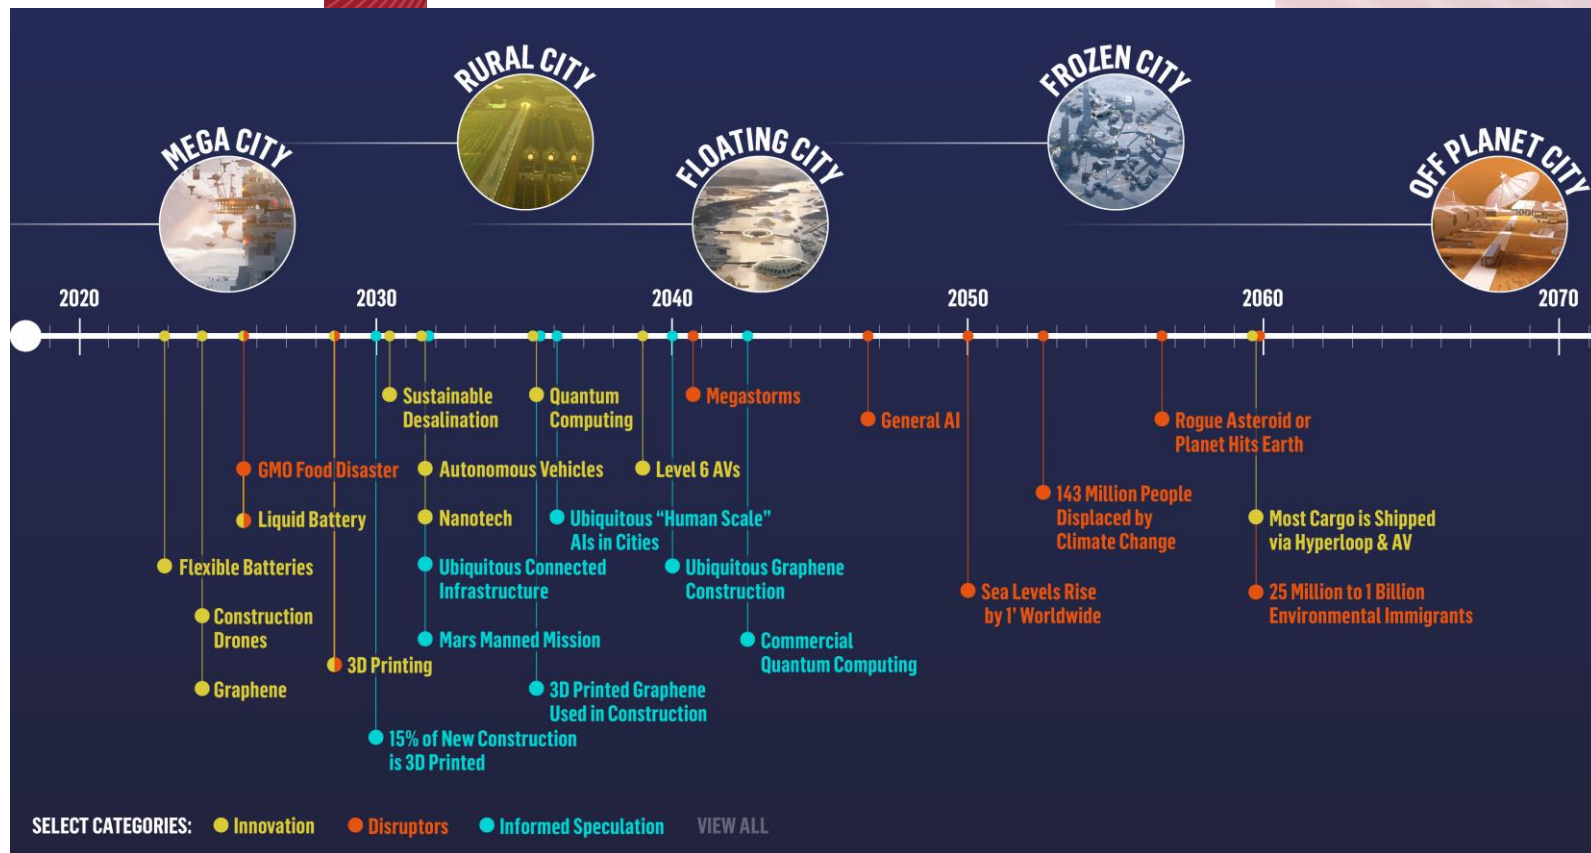 RURAL CITY
FROZEN CITY
MEGA CITY
FLOATING CITY
OFF PLANET CITY
2020
2030
2040
2050
2060
2070
Sustainable
Desalination
Quantum
Computing
Megastorms
General AI
Rogue Asteroid or
Planet Hits Earth
GMO Food Disaster
Autonomous Vehicles
Level 6 AVs
143 Million People
Displaced by
Climate Change
Liquid Battery
Nanotech
Ubiquitous “Human Scale”
AIs in Cities
Most Cargo is Shipped
via Hyperloop & AV
Flexible Batteries
Ubiquitous Connected
Infrastructure
Ubiquitous Graphene
Construction
Sea Levels Rise
by 1’ Worldwide
25 Million to 1 Billion
Environmental Immigrants
Construction
Drones
Mars Manned Mission
Commercial
Quantum Computing
3D Printing
Graphene
3D Printed Graphene
Used in Construction
15% of New Construction
is 3D Printed
SELECT CATEGORIES: Innovation Disruptors Informed Speculation VIEW ALL